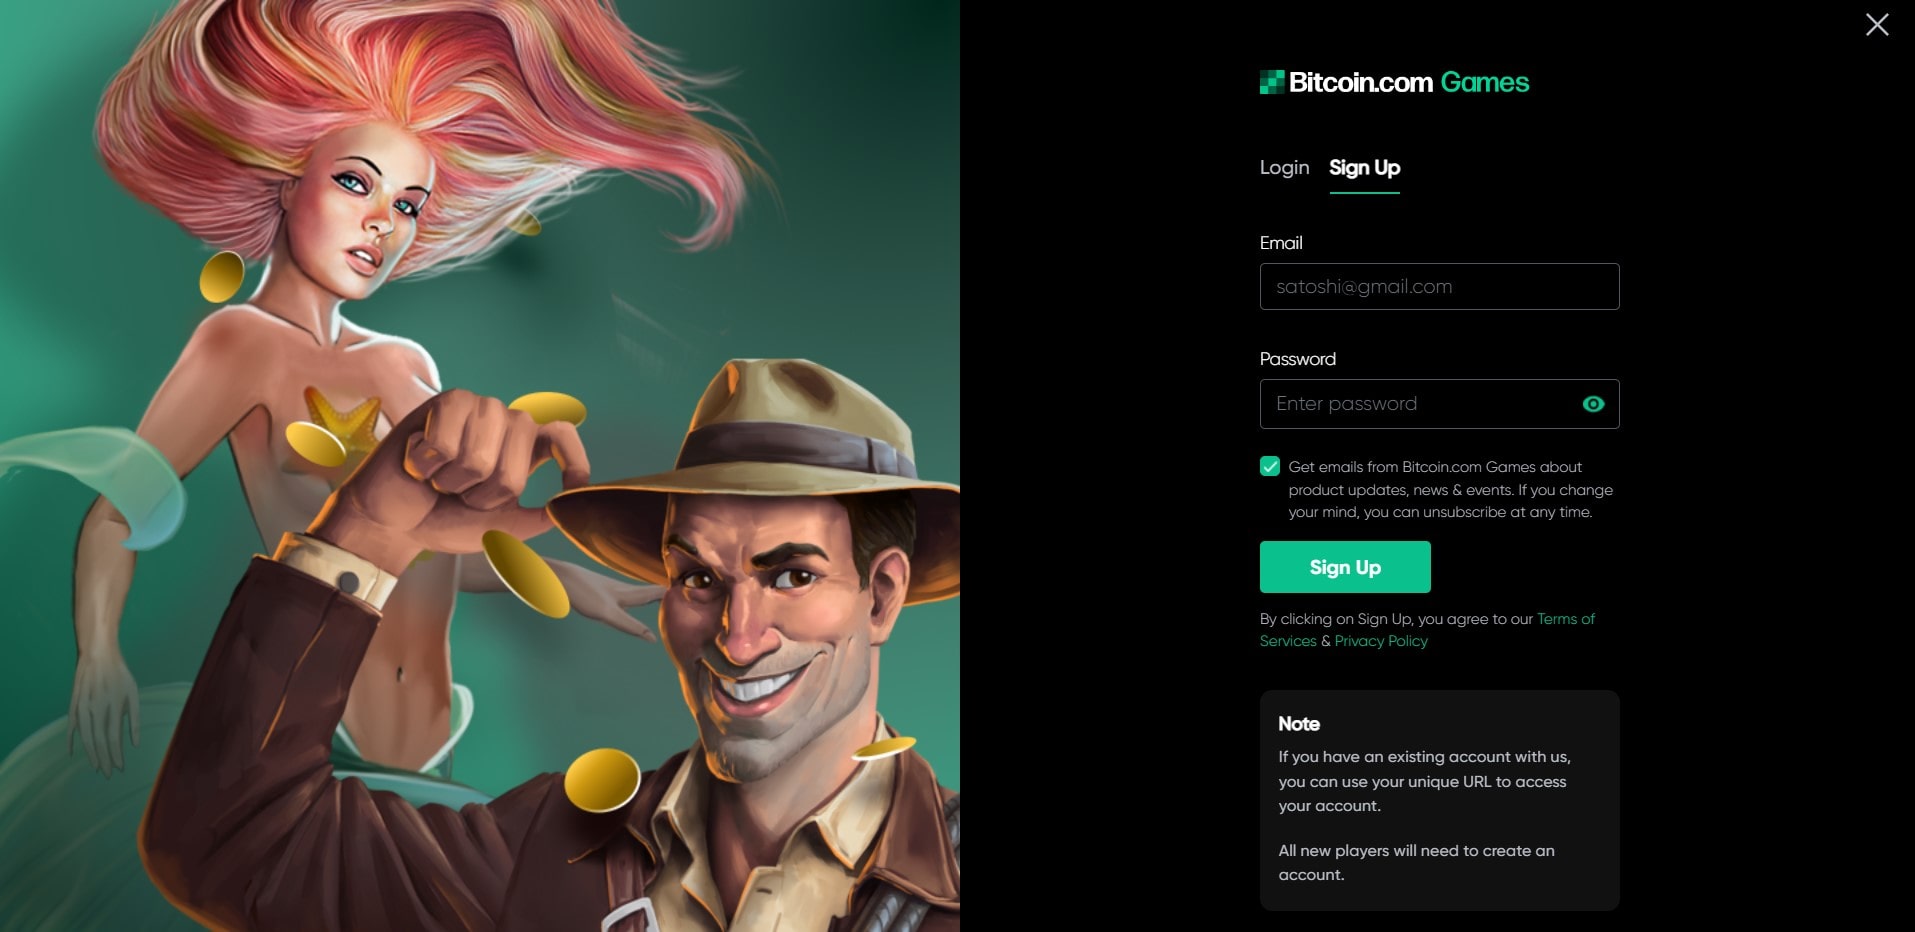 Bitcoin.com Games
Login Sign Up
Email
satoshi@gmail.com
Password
Enter password
Get emails from Bitcoin.com Games about
product updates, news & events. If you change
your mind, you can unsubscribe at any time.
Sign Up
By clicking on Sign Up, you agree to our Terms of
Services & Privacy Policy
Note
If you have an existing account with us,
you can use your unique URL to access
your account.
All new players will need to create an
account.